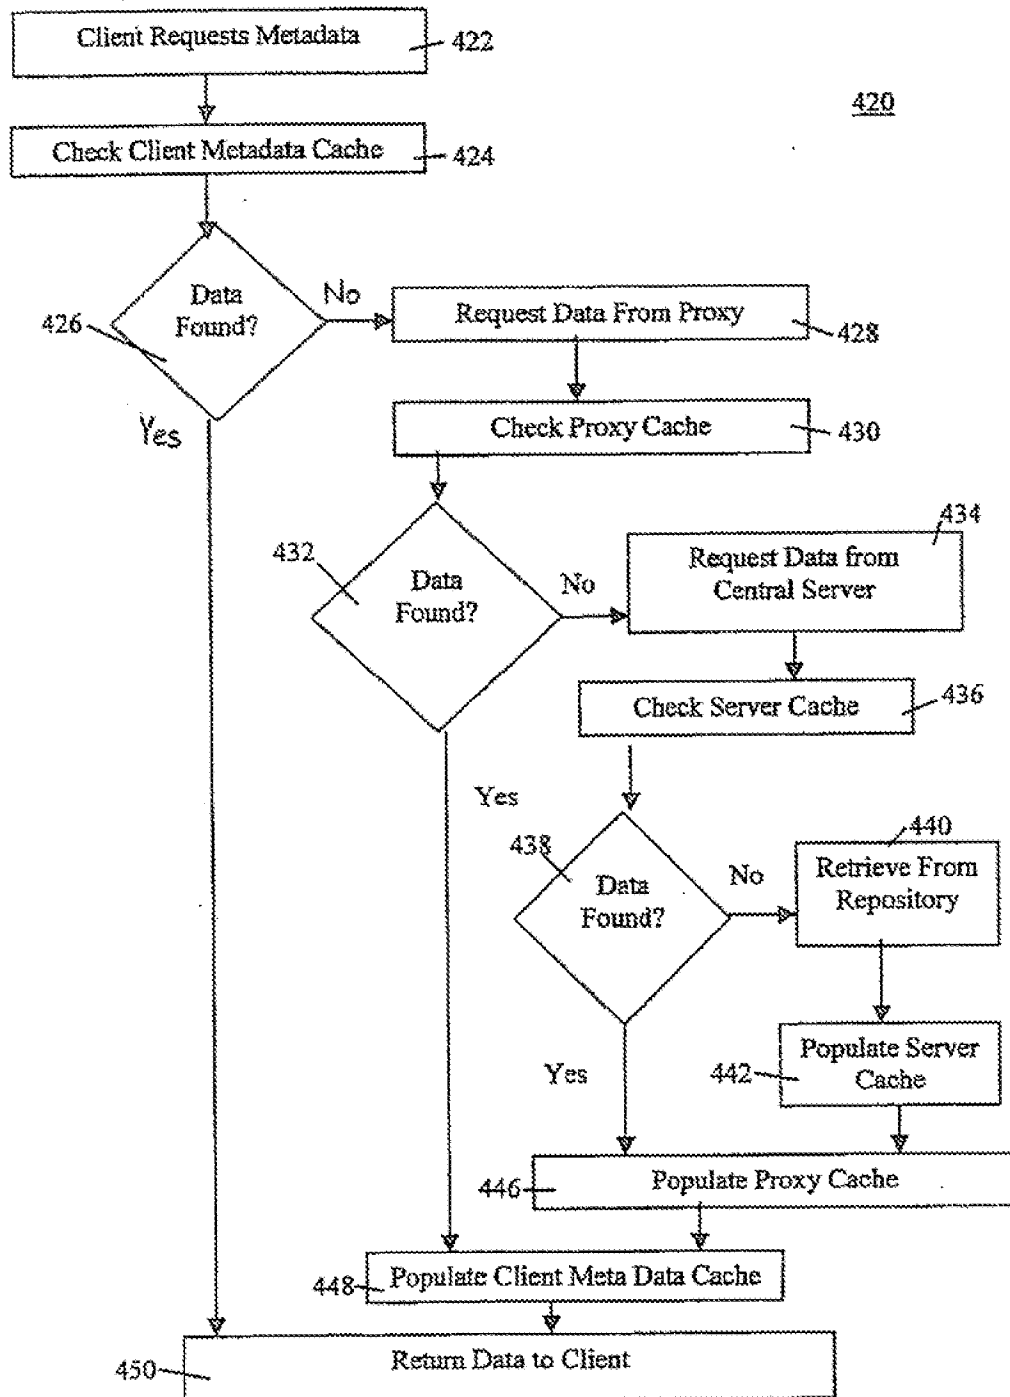 Client Requests Metadata
422
420
Check Client Metadata Cache
424
Data
Found?
426
No
Yes
Request Data From Proxy
428
Check Proxy Cache
430
432
Data
Found?
No
Yes
434
Request Data from
Central Server
Check Server Cache
436
438
Data
Found?
No
Yes
440
Retrieve From
Repository
442
Populate Server
Cache
446
Populate Proxy Cache
448
Populate Client Meta Data Cache
450
Return Data to Client